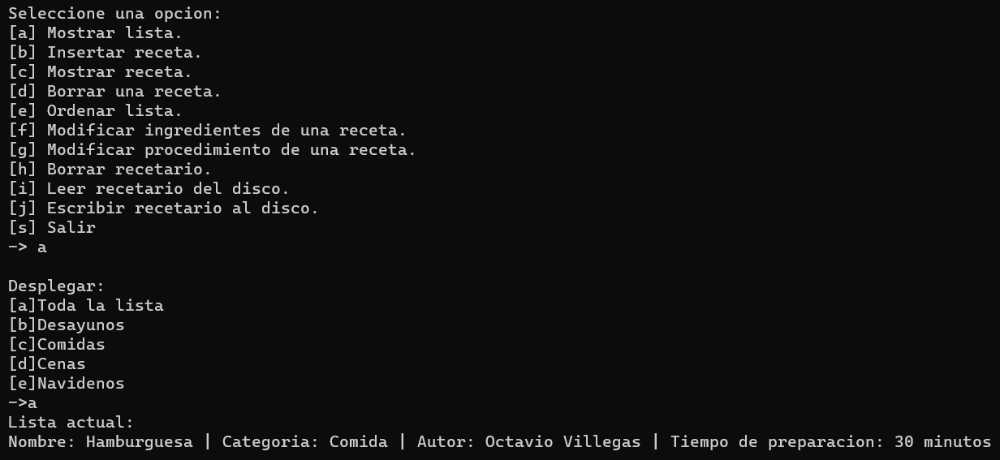 Seleccione una opcion:
[a] Mostrar lista.
[b] Insertar receta.
[c] Mostrar receta.
[d] Borrar una receta.
[e] Ordenar lista.
[f] Modificar ingredientes de una receta.
[g] Modificar procedimiento de una receta.
[h] Borrar recetario.
[i] Leer recetario del disco.
[j] Escribir recetario al disco.
[s] Salir
-> a
Desplegar:
[a]Toda la lista
[b]Desayunos
[c]Comidas
[d]Cenas
[e]Navidenos
->a
Lista actual:
Nombre: Hamburguesa | Categoria: Comida | Autor: Octavio Villegas | Tiempo de preparacion: 30 minutos